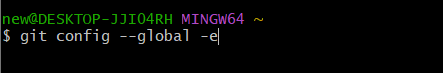 new@DESKTOP-JJIO4RH MINGW64 ~
$ git config --global -e